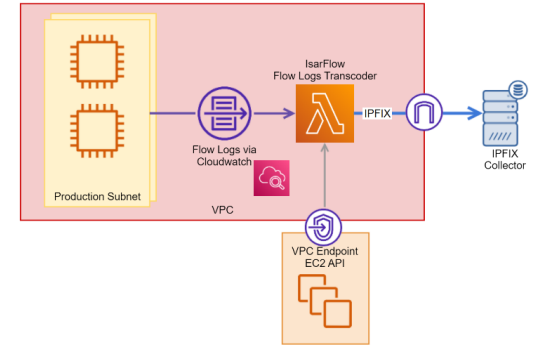 IsarFlow
Flow Logs Transcoder
IPFIX
Flow Logs via
Cloudwatch
IPFIX
Collector
Production Subnet
VPC
VPC Endpoint
EC2 API